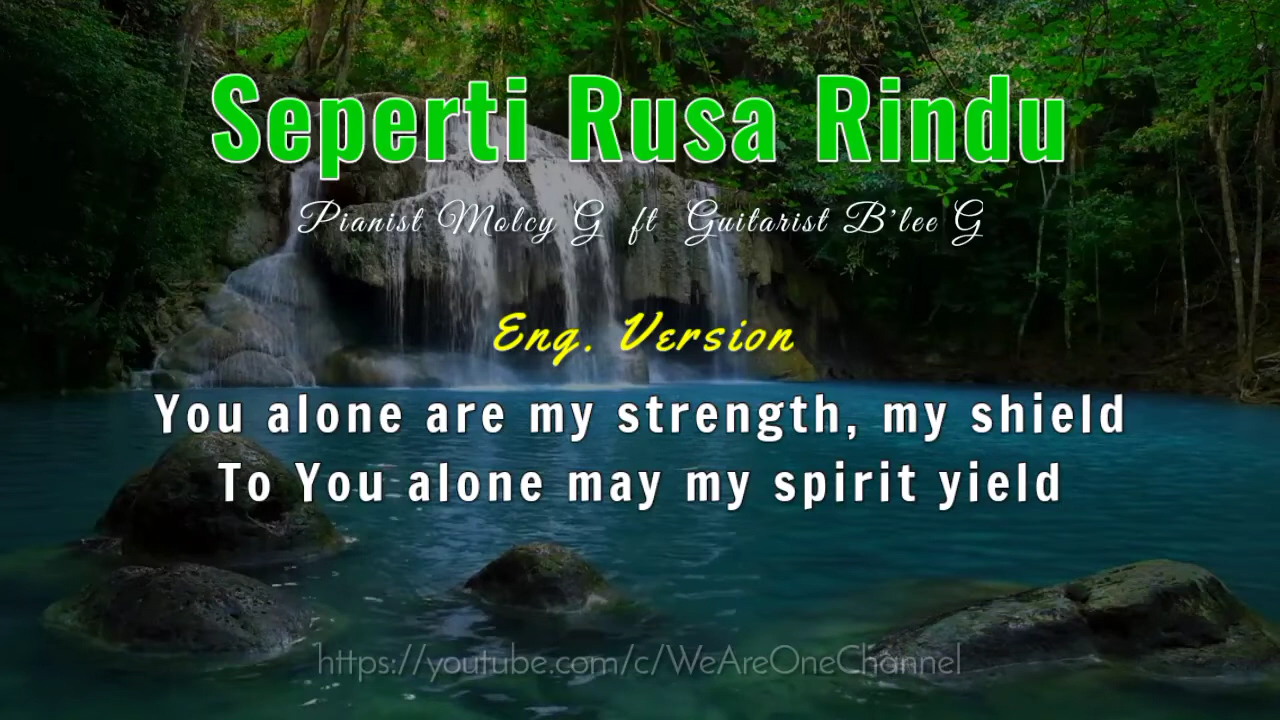 Seperti Rusa Rindu
Pianist Molcy G ft Guitarist B'lee G
Eng. Version
You alone are my strength, my shield
To You alone may my spirit yield
https://youtube.com/c/WeAreOneChannel